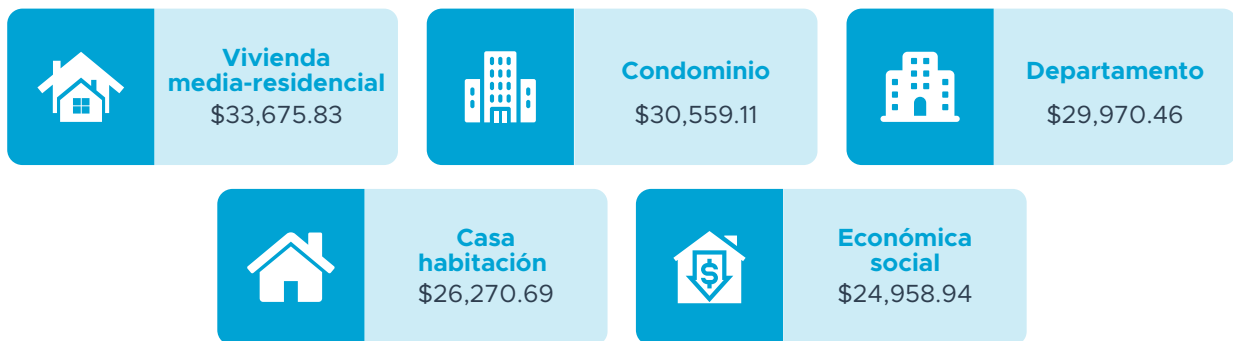 Vivienda
media-residencial
$33,675.83
Condominio
$30,559.11
Departamento
$29,970.46
Casa
habitación
$26,270.69
$
Económica
social
$24,958.94